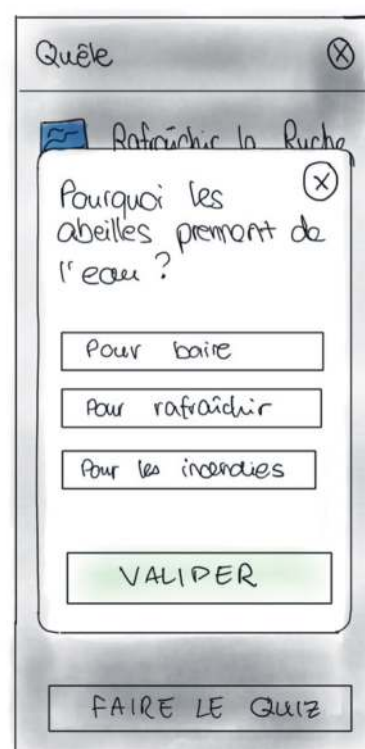 Quête
X
Rafraîchir la Ruche
X
Pourquoi les
abeilles prennent de
l'eau ?
Pour boire
Pour rafraîchir
Pour les incendies
VALIDER
FAIRE LE QUIZ